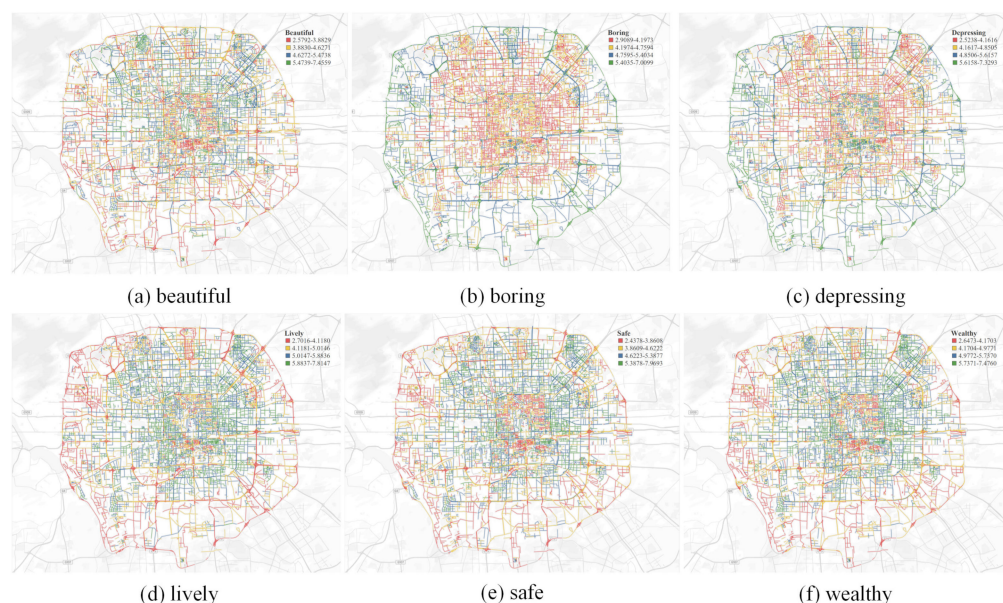 Beautiful
2.5792-3.8829
3.8830-4.6271
4.6272-5.4738
5.4739-7.4559
Boring
2.9089-4.1973
4.1974-4.7594
4.7595-5.4034
5.4035-7.0099
Depressing
2.5238-4.1616
4.1617-4.8505
4.8506-5.6157
5.6158-7.3293
(a) beautiful
(b) boring
(c) depressing
Lively
2.7016-4.1180
4.1181-5.0146
5.0147-5.8836
5.8837-7.8147
Safe
2.4378-3.8608
3.8609-4.6222
4.6223-5.3877
5.3878-7.9693
Wealthy
2.6473-4.1703
4.1704-4.9771
4.9772-5.7370
5.7371-7.4760
(d) lively
(e) safe
(f) wealthy